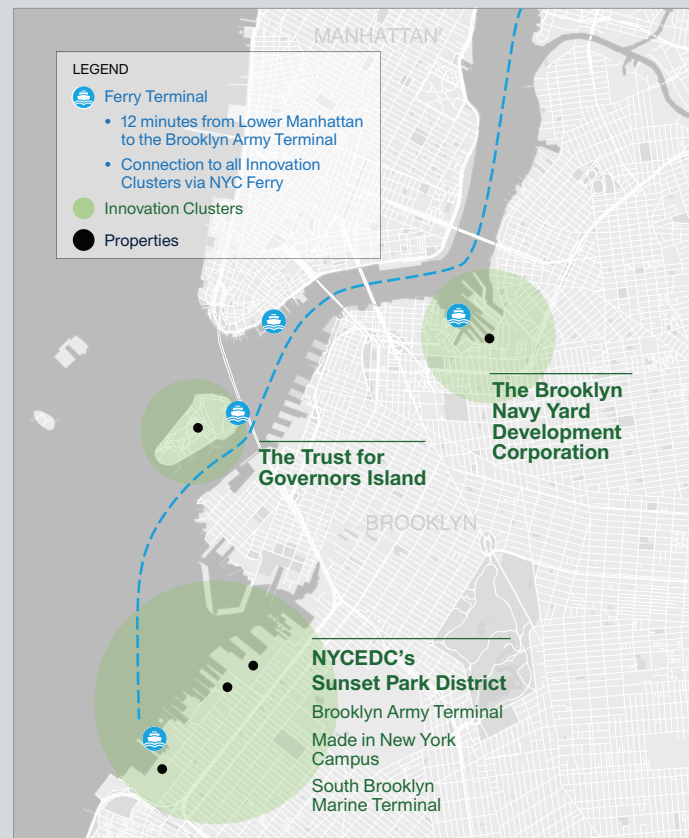 MANHATTAN
LEGEND
Ferry Terminal
• 12 minutes from Lower Manhattan
to the Brooklyn Army Terminal
• Connection to all Innovation
Clusters via NYC Ferry
Innovation Clusters
Properties
The Brooklyn
Navy Yard
Development
Corporation
The Trust for
Governors Island
BROOKLYN
NYCEDC's
Sunset Park District
Brooklyn Army Terminal
Made in New York
Campus
South Brooklyn
Marine Terminal